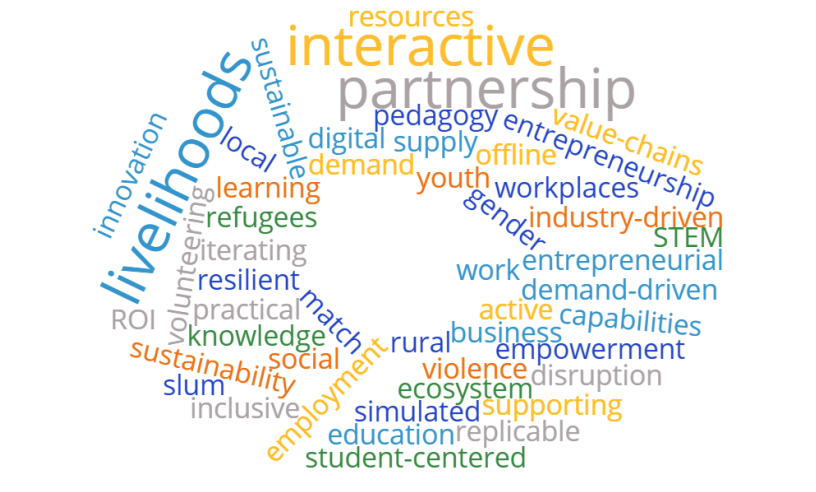 resources
interactive
partnership
sustainable
livelihoods
innovation
local
pedagogy
entrepreneurship
value-chains
digital
supply
demand
offline
youth
workplaces
learning
gender
refugees
industry-driven
STEM
volunteering
iterating
work
entrepreneurial
resilient
demand-driven
match
practical
active
capabilities
ROI
knowledge
rural
business
empowerment
sustainability
social
employment
violence
disruption
slum
ecosystem
inclusive
simulated
supporting
education
replicable
student-centered